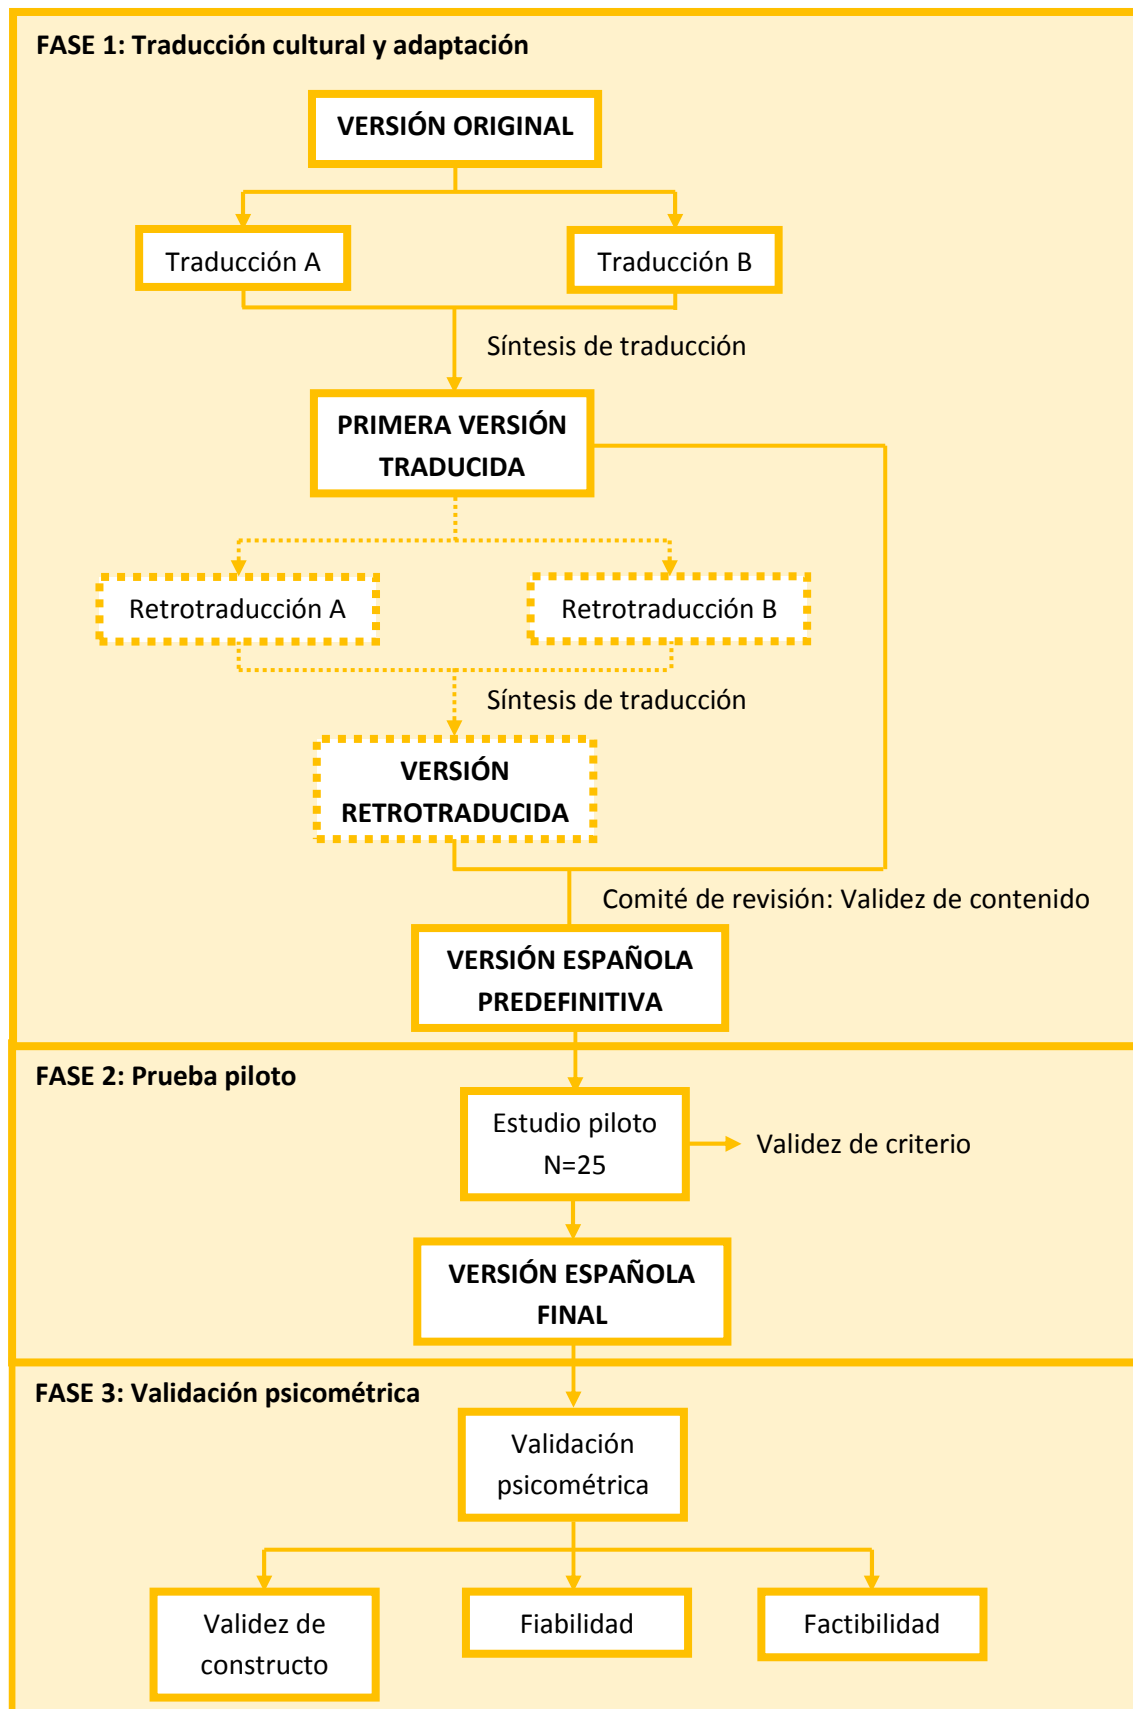 FASE 1: Traducción cultural y adaptación
VERSIÓN ORIGINAL
Traducción A
Traducción B
Síntesis de traducción
PRIMERA VERSIÓN
TRADUCIDA
Retrotraducción A
Retrotraducción B
Síntesis de traducción
VERSIÓN
RETROTRADUCIDA
Comité de revisión: Validez de contenido
VERSIÓN ESPAÑOLA
PREDEFINITIVA
FASE 2: Prueba piloto
Estudio piloto
N=25
Validez de criterio
VERSIÓN ESPAÑOLA
FINAL
FASE 3: Validación psicométrica
Validación
psicométrica
Validez de
constructo
Fiabilidad
Factibilidad